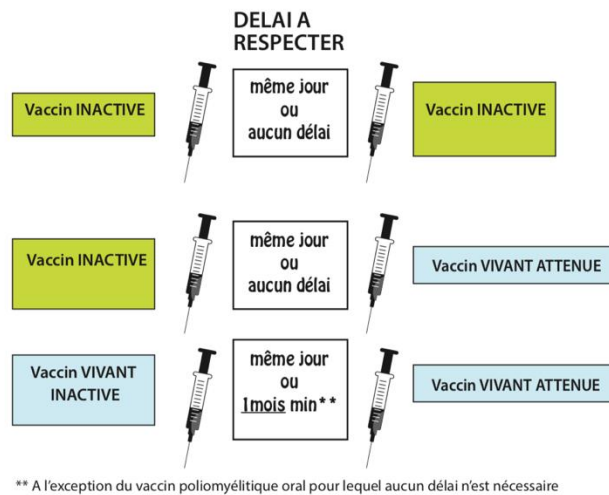 DELAI A
RESPECTER
Vaccin INACTIVE
même jour
ou
aucun délai
Vaccin INACTIVE
Vaccin INACTIVE
même jour
ou
aucun délai
Vaccin VIVANT ATTENUE
Vaccin VIVANT
INACTIVE
même jour
ou
1mois min**
Vaccin VIVANT ATTENUE
** A l'exception du vaccin poliomyélitique oral pour lequel aucun délai n'est nécessaire